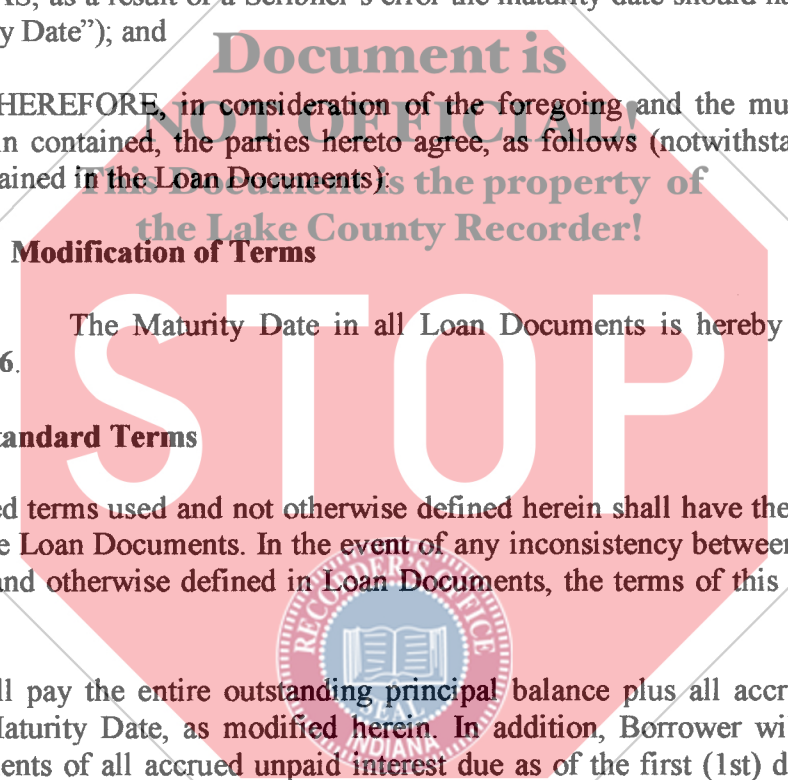 AS, as a result of a Scribner's error the maturity date should ha
y Date"); and
Document is
NOT OFFICIAL!
HEREFORE, in consideration of the foregoing and the mu
in contained, the parties hereto agree, as follows (notwithsta
ained in the Loan Documents):
This Document is the property of
the Lake County Recorder!
Modification of Terms
STOP
The Maturity Date in all Loan Documents is hereby
6.
tandard Terms
ed terms used and not otherwise defined herein shall have the
e Loan Documents. In the event of any inconsistency between
and otherwise defined in Loan Documents, the terms of this
RECORDER'S OFFICE
SEAL
INDIANA
ll pay the entire outstanding principal balance plus all accr
Maturity Date, as modified herein. In addition, Borrower wi
ents of all accrued unpaid interest due as of the first (1st) d